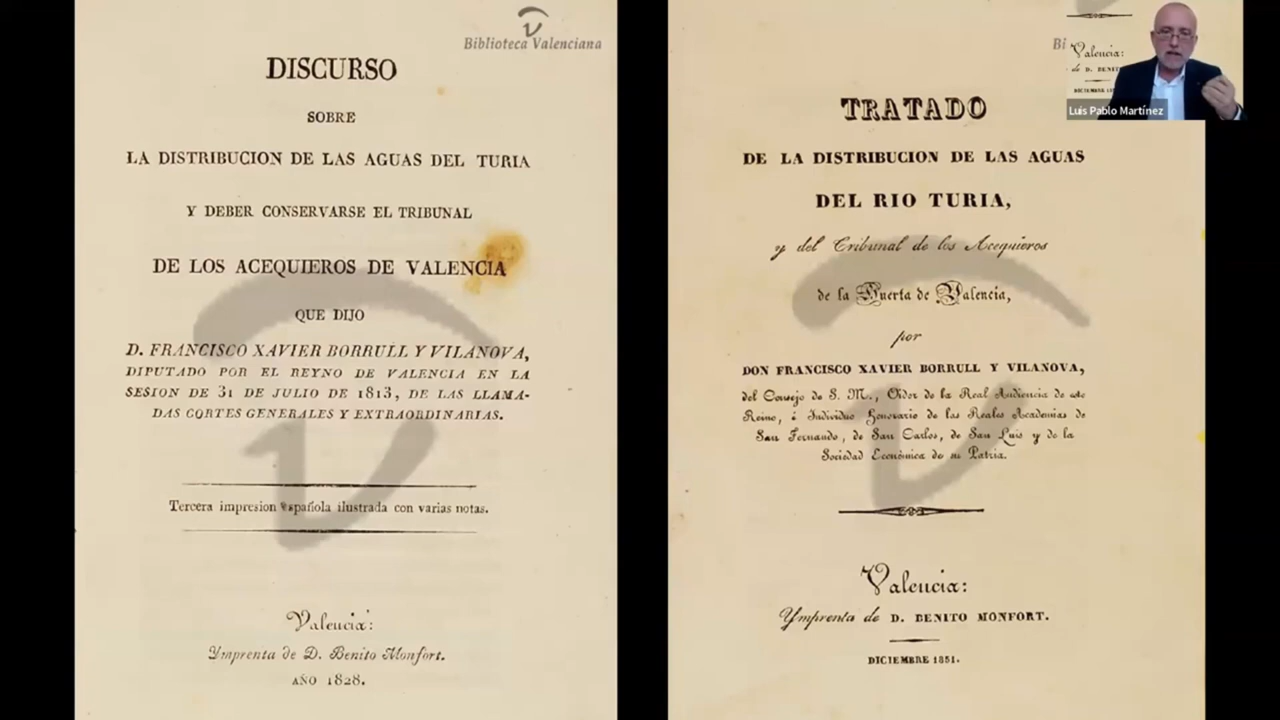 Biblioteca Valenciana
DISCURSO
SOBRE
LA DISTRIBUCION DE LAS AGUAS DEL TURIA
Y DEBER CONSERVARSE EL TRIBUNAL
DE LOS ACEQUIEROS DE VALENCIA
QUE DIJO
D. FRANCISCO XAVIER BORRULL Y VILANOVA,
DIPUTADO POR EL REYNO DE VALENCIA EN LA
SESION DE 31 DE JULIO DE 1813, DE LAS LLAMA-
DAS CORTES GENERALES Y EXTRAORDINARIAS.
Tercera impresion Española ilustrada con varias notas.
Valencia:
Ymprenta de D. Benito Monfort.
AÑO 1828.
Bi
TRATADO
DE LA DISTRIBUCION DE LAS AGUAS
DEL RIO TURIA,
y del Tribunal de los Acequieros
de la Huerta de Valencia,
por
DON FRANCISCO XAVIER BORRULL Y VILANOVA,
del Consejo de S. M., Oidor de la Real Audiencia de este
Reino, é Individuo Honorario de las Reales Academias de
San Fernando, de San Carlos, de San Luis y de la
Sociedad Económica de su Patria.
Valencia:
Ymprenta de D. BENITO MONFORT.
DICIEMBRE 1831.
Valencia:
de D. BENIT
DICIEMBRE
Luis Pablo Martínez